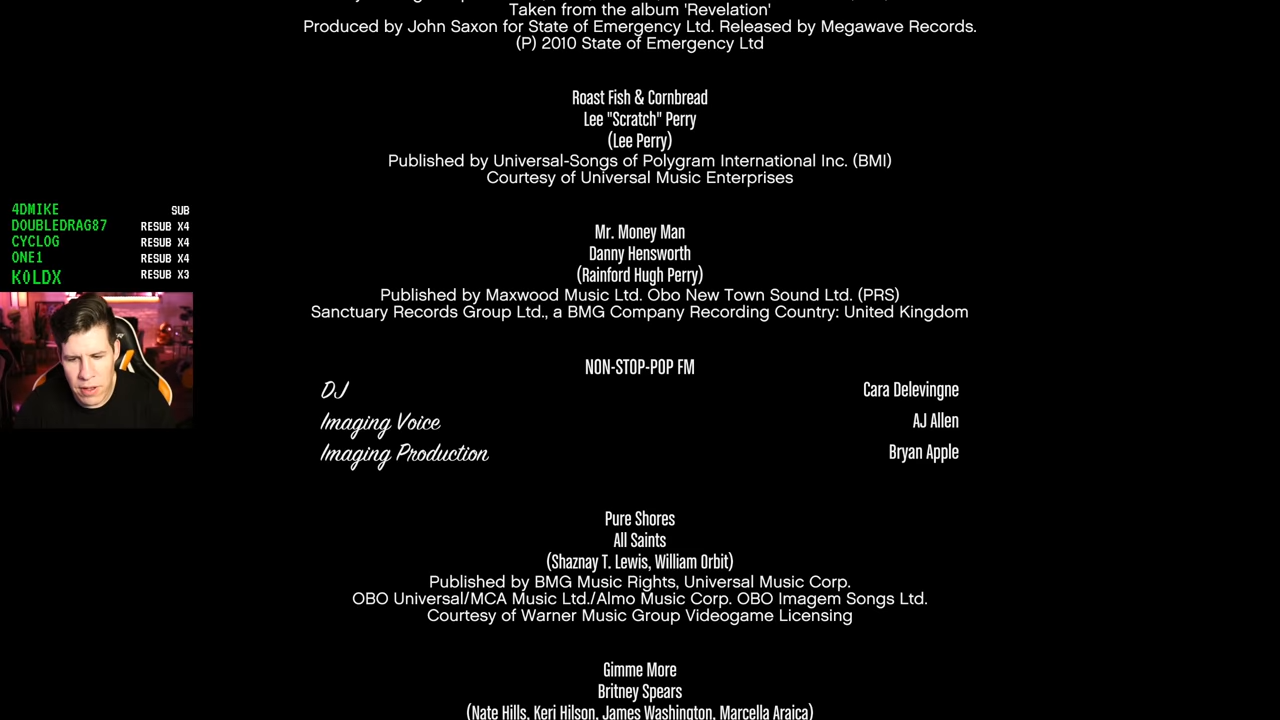 Taken from the album 'Revelation'
Produced by John Saxon for State of Emergency Ltd. Released by Megawave Records.
(P) 2010 State of Emergency Ltd
Roast Fish & Cornbread
Lee "Scratch" Perry
(Lee Perry)
Published by Universal-Songs of Polygram International Inc. (BMI)
Courtesy of Universal Music Enterprises
4DMIKE SUB
DOUBLEDRAG87 RESUB X4
CYCLOG RESUB X4
ONE1 RESUB X4
K0LDX RESUB X3
Mr. Money Man
Danny Hensworth
(Rainford Hugh Perry)
Published by Maxwood Music Ltd. Obo New Town Sound Ltd. (PRS)
Sanctuary Records Group Ltd., a BMG Company Recording Country: United Kingdom
NON-STOP-POP FM
DJ Cara Delevingne
Imaging Voice AJ Allen
Imaging Production Bryan Apple
Pure Shores
All Saints
(Shaznay T. Lewis, William Orbit)
Published by BMG Music Rights, Universal Music Corp.
OBO Universal/MCA Music Ltd./Almo Music Corp. OBO Imagem Songs Ltd.
Courtesy of Warner Music Group Videogame Licensing
Gimme More
Britney Spears
(Nate Hills, Keri Hilson, James Washington, Marcella Araica)